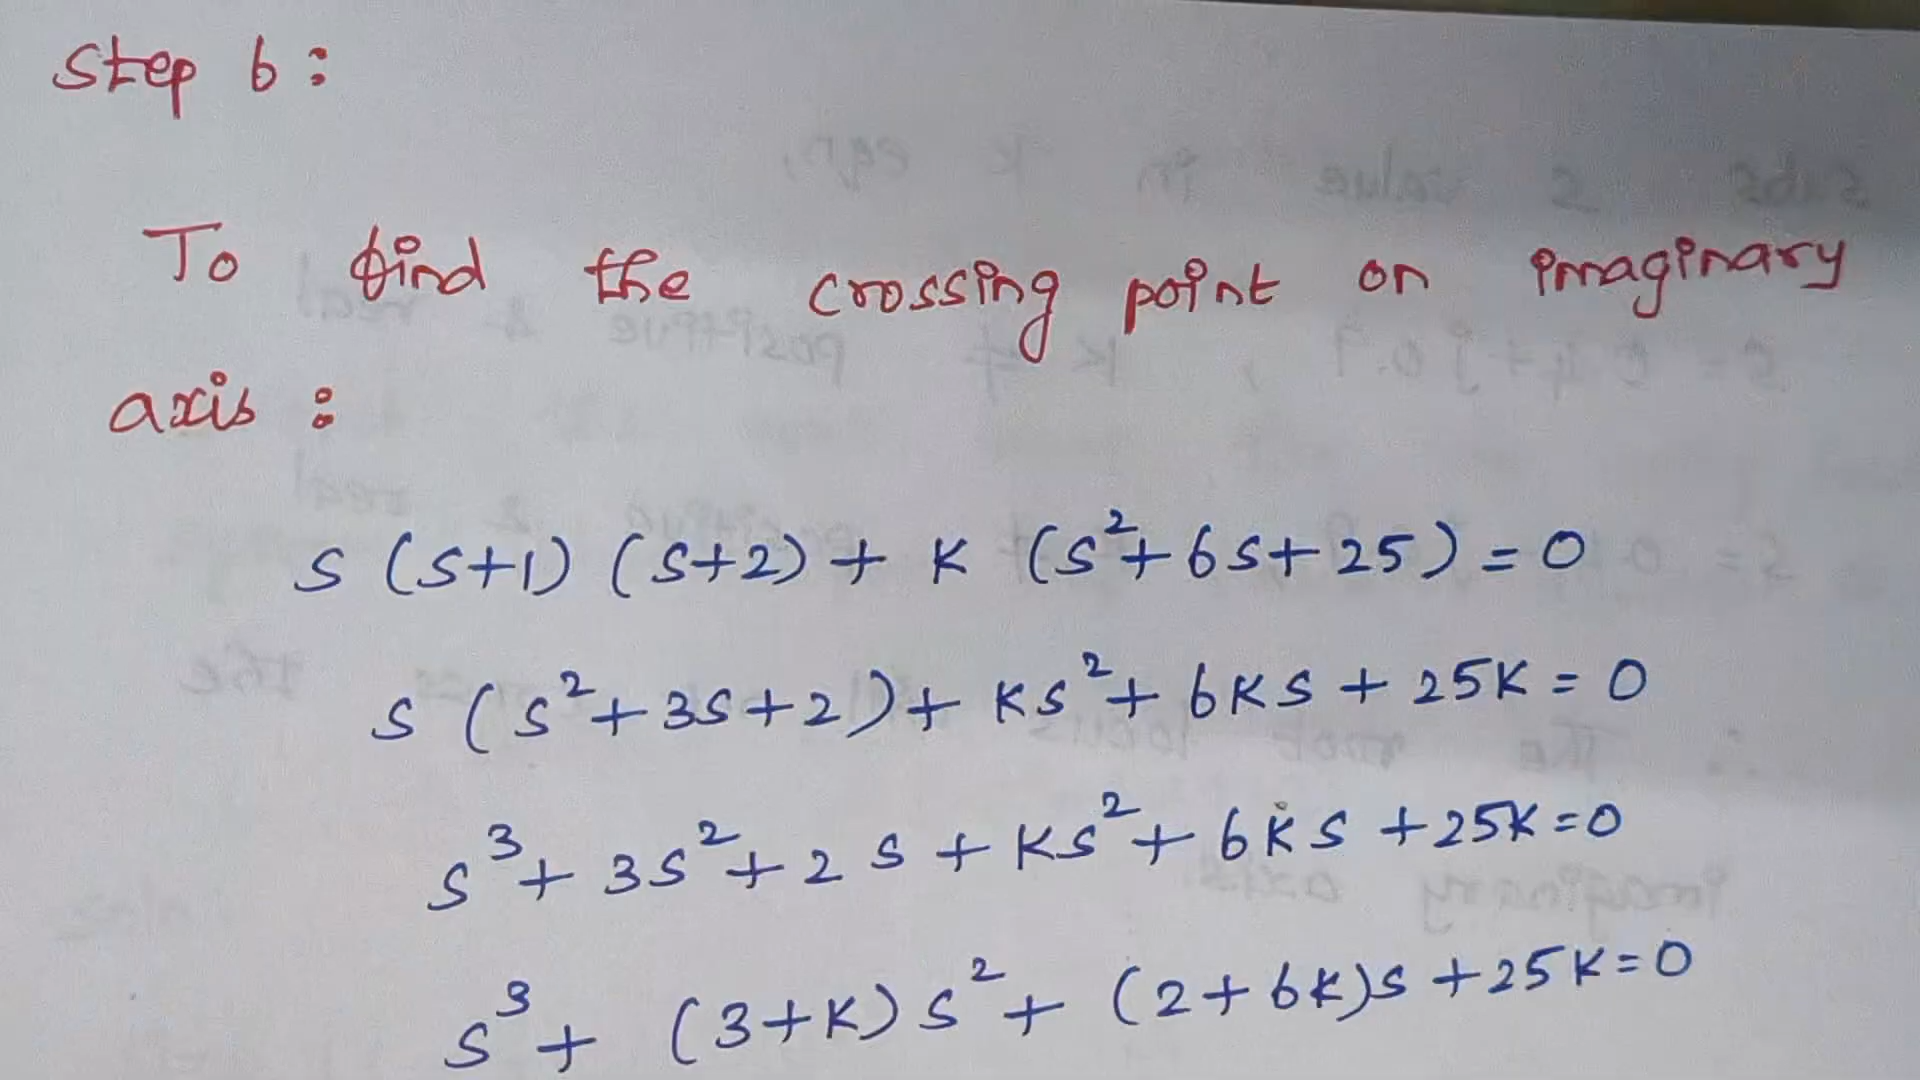 Step 6:
To find the crossing point on imaginary
axis:
s (s+1) (s+2) + K (s²+6s+25) = 0
s (s²+3s+2) + Ks²+ 6Ks + 25K = 0
s³+ 3s²+2s + Ks²+ 6Ks +25K=0
s³+ (3+K) s²+ (2+6K)s +25K=0